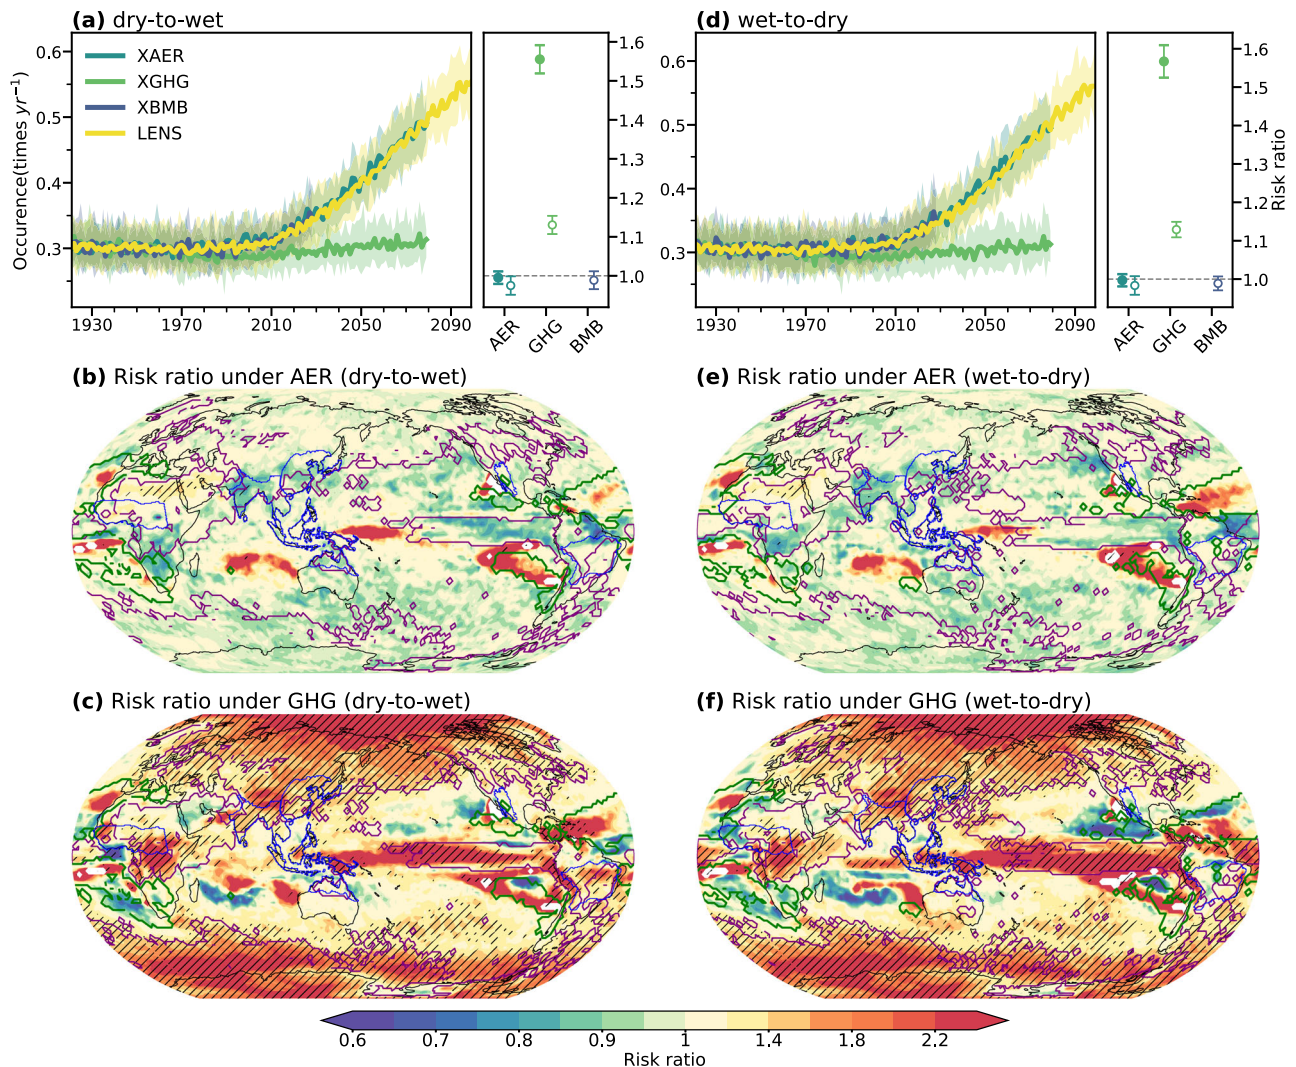 (a) dry-to-wet
0.6
0.5
0.4
0.3
Occurence(times yr⁻¹)
XAER
XGHG
XBMB
LENS
1930 1970 2010 2050 2090
1.6
1.5
1.4
1.3
1.2
1.1
1.0
AER GHG BMB
(d) wet-to-dry
0.6
0.5
0.4
0.3
1930 1970 2010 2050 2090
1.6
1.5
1.4
1.3
1.2
1.1
1.0
Risk ratio
AER GHG BMB
(b) Risk ratio under AER (dry-to-wet)
(e) Risk ratio under AER (wet-to-dry)
(c) Risk ratio under GHG (dry-to-wet)
(f) Risk ratio under GHG (wet-to-dry)
0.6 0.7 0.8 0.9 1 1.4 1.8 2.2
Risk ratio